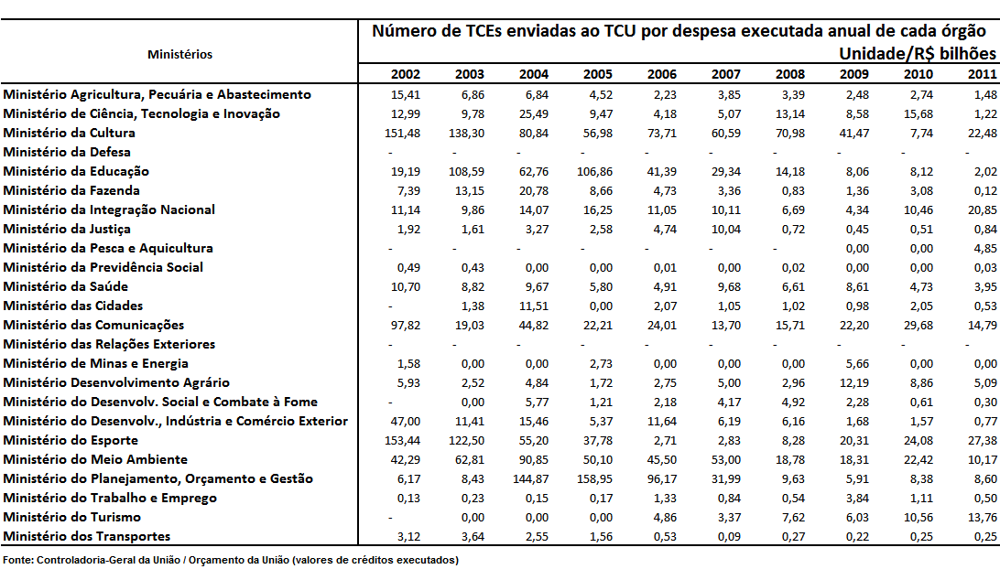 Número de TCEs enviadas ao TCU por despesa executada anual de cada órgão
Ministérios
Unidade/R$ bilhões
2002 2003 2004 2005 2006 2007 2008 2009 2010 2011
Ministério Agricultura, Pecuária e Abastecimento 15,41 6,86 6,84 4,52 2,23 3,85 3,39 2,48 2,74 1,48
Ministério de Ciência, Tecnologia e Inovação 12,99 9,78 25,49 9,47 4,18 5,07 13,14 8,58 15,68 1,22
Ministério da Cultura 151,48 138,30 80,84 56,98 73,71 60,59 70,98 41,47 7,74 22,48
Ministério da Defesa - - - - - - - - - -
Ministério da Educação 19,19 108,59 62,76 106,86 41,39 29,34 14,18 8,06 8,12 2,02
Ministério da Fazenda 7,39 13,15 20,78 8,66 4,73 3,36 0,83 1,36 3,08 0,12
Ministério da Integração Nacional 11,14 9,86 14,07 16,25 11,05 10,11 6,69 4,34 10,46 20,85
Ministério da Justiça 1,92 1,61 3,27 2,58 4,74 10,04 0,72 0,45 0,51 0,84
Ministério da Pesca e Aquicultura - - - - - - - 0,00 0,00 4,85
Ministério da Previdência Social 0,49 0,43 0,00 0,00 0,01 0,00 0,02 0,00 0,00 0,03
Ministério da Saúde 10,70 8,82 9,67 5,80 4,91 9,68 6,61 8,61 4,73 3,95
Ministério das Cidades - 1,38 11,51 0,00 2,07 1,05 1,02 0,98 2,05 0,53
Ministério das Comunicações 97,82 19,03 44,82 22,21 24,01 13,70 15,71 22,20 29,68 14,79
Ministério das Relações Exteriores - - - - - - - - - -
Ministério de Minas e Energia 1,58 0,00 0,00 2,73 0,00 0,00 0,00 5,66 0,00 0,00
Ministério Desenvolvimento Agrário 5,93 2,52 4,84 1,72 2,75 5,00 2,96 12,19 8,86 5,09
Ministério do Desenvolv. Social e Combate à Fome - 0,00 5,77 1,21 2,18 4,17 4,92 2,28 0,61 0,30
Ministério do Desenvolv., Indústria e Comércio Exterior 47,00 11,41 15,46 5,37 11,64 6,19 6,16 1,68 1,57 0,77
Ministério do Esporte 153,44 122,50 55,20 37,78 2,71 2,83 8,28 20,31 24,08 27,38
Ministério do Meio Ambiente 42,29 62,81 90,85 50,10 45,50 53,00 18,78 18,31 22,42 10,17
Ministério do Planejamento, Orçamento e Gestão 6,17 8,43 144,87 158,95 96,17 31,99 9,63 5,91 8,38 8,60
Ministério do Trabalho e Emprego 0,13 0,23 0,15 0,17 1,33 0,84 0,54 3,84 1,11 0,50
Ministério do Turismo - 0,00 0,00 0,00 4,86 3,37 7,62 6,03 10,56 13,76
Ministério dos Transportes 3,12 3,64 2,55 1,56 0,53 0,09 0,27 0,22 0,25 0,25
Fonte: Controladoria-Geral da União / Orçamento da União (valores de créditos executados)